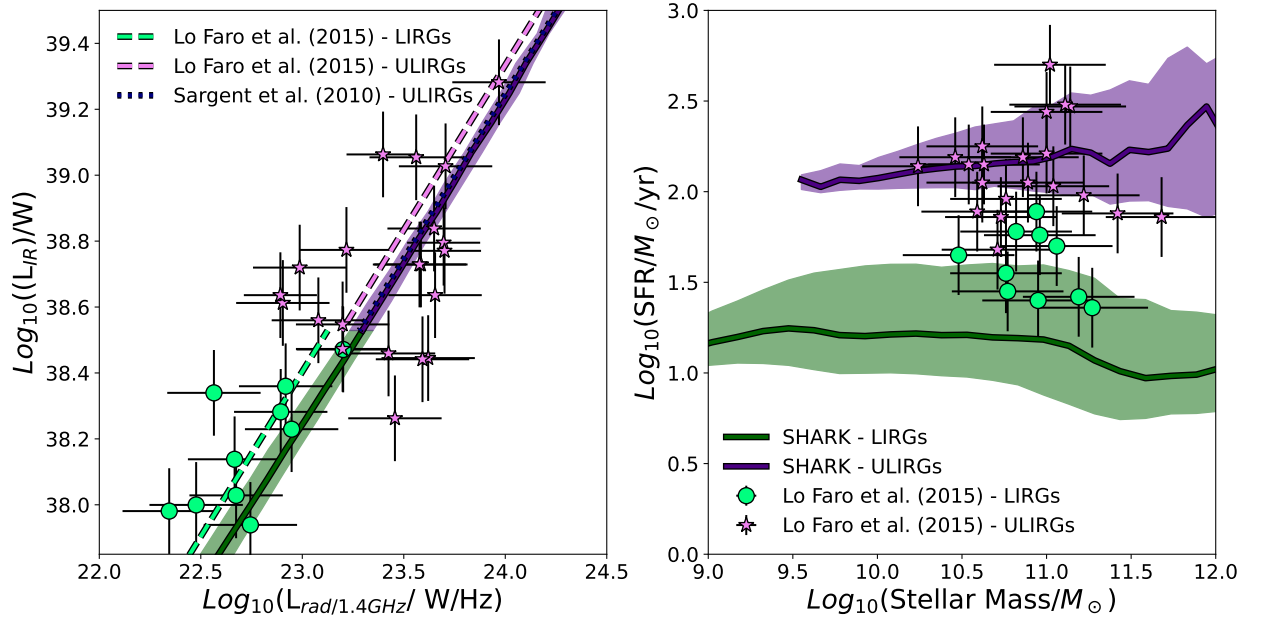 Log₁₀((L_IR)/W)
39.4
39.2
39.0
38.8
38.6
38.4
38.2
38.0
Lo Faro et al. (2015) - LIRGs
Lo Faro et al. (2015) - ULIRGs
Sargent et al. (2010) - ULIRGs
22.0 22.5 23.0 23.5 24.0 24.5
Log₁₀(L_rad/1.4GHz/ W/Hz)
Log₁₀(SFR/M⊙/yr)
3.0
2.5
2.0
1.5
1.0
0.5
0.0
SHARK - LIRGs
SHARK - ULIRGs
Lo Faro et al. (2015) - LIRGs
Lo Faro et al. (2015) - ULIRGs
9.0 9.5 10.0 10.5 11.0 11.5 12.0
Log₁₀(Stellar Mass/M⊙)